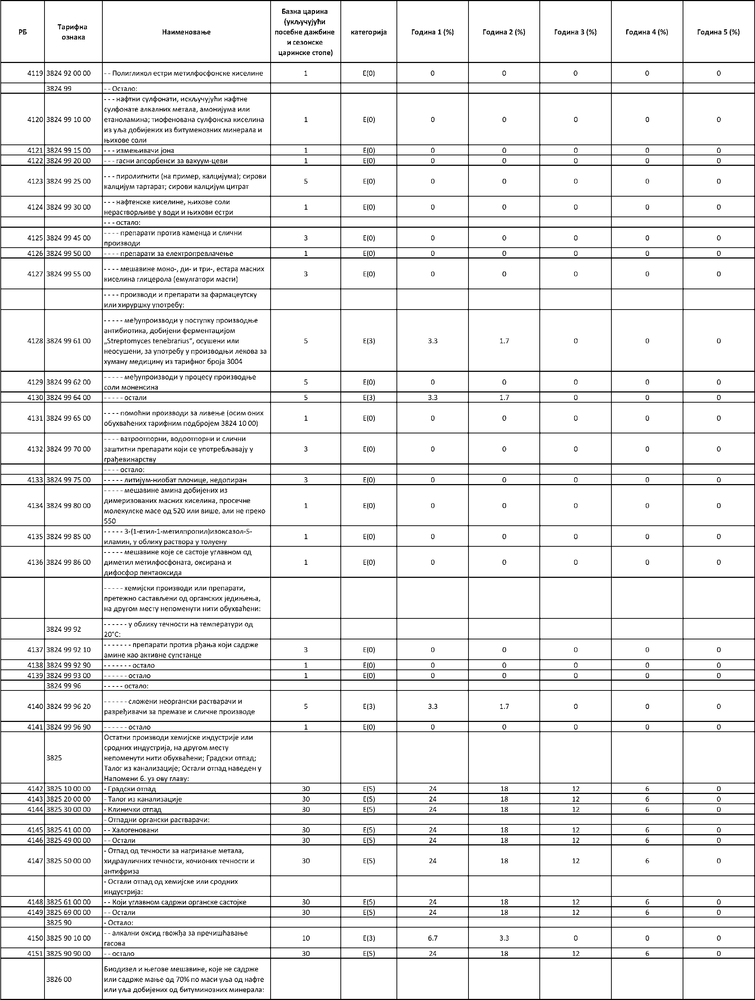 РБ Тарифна ознака Наименовање Базна царина (укључујући посебне дажбине и сезонске царинске стопе) категорија Година 1 (%) Година 2 (%) Година 3 (%) Година 4 (%) Година 5 (%)
4119 3824 92 00 00 - - Полигликол естри метилфосфонске киселине 1 E(0) 0 0 0 0 0
3824 99 - - Остало:
- - - нафтни сулфонати, искључујући нафтне
сулфонате алкалних метала, амонијума или
4120 3824 99 10 00 етаноламина; тиофенована сулфонска киселина 1 E(0) 0 0 0 0 0
из уља добијених из битуменозних минерала и
њихове соли
4121 3824 99 15 00 - - - измењивачи јона 1 E(0) 0 0 0 0 0
4122 3824 99 20 00 - - - гасни апсорбенси за вакуум-цеви 1 E(0) 0 0 0 0 0
4123 3824 99 25 00 - - - пиролигнити (на пример, калцијума); сирови 5 E(0) 0 0 0 0 0
калцијум тартарат; сирови калцијум цитрат
4124 3824 99 30 00 - - - нафтенске киселине, њихове соли 1 E(0) 0 0 0 0 0
нерастворљиве у води и њихови естри
- - - остало:
4125 3824 99 45 00 - - - - препарати против каменца и слични 3 E(0) 0 0 0 0 0
производи
4126 3824 99 50 00 - - - - препарати за електропревлачење 1 E(0) 0 0 0 0 0
4127 3824 99 55 00 - - - - мешавине моно-, ди- и три-, естара масних 3 E(0) 0 0 0 0 0
киселина глицерола (емулгатори масти)
- - - - производи и препарати за фармацеутску
или хируршку употребу:
- - - - - међупроизводи у поступку производње
антибиотика, добијени ферментацијом
4128 3824 99 61 00 „Streptomyces tenebrarius“, осушени или 5 E(3) 3.3 1.7 0 0 0
неосушени, за употребу у производњи лекова за
хуману медицину из тарифног броја 3004
4129 3824 99 62 00 - - - - - међупроизводи у процесу производње 5 E(0) 0 0 0 0 0
соли моненсина
4130 3824 99 64 00 - - - - - остали 5 E(3) 3.3 1.7 0 0 0
4131 3824 99 65 00 - - - - помоћни производи за ливење (осим оних 1 E(0) 0 0 0 0 0
обухваћених тарифним подбројем 3824 10 00)
- - - - ватроотпорни, водоотпорни и слични
4132 3824 99 70 00 заштитни препарати који се употребљавају у 3 E(0) 0 0 0 0 0
грађевинарству
- - - - остало:
4133 3824 99 75 00 - - - - - литијум-ниобат плочице, недопиран 3 E(0) 0 0 0 0 0
- - - - - мешавине амина добијених из
4134 3824 99 80 00 димеризованих масних киселина, просечне 1 E(0) 0 0 0 0 0
молекулске масе од 520 или више, али не преко
550
4135 3824 99 85 00 - - - - - 3-(1-етил-1-метилпропил)изоксазол-5- 1 E(0) 0 0 0 0 0
иламин, у облику раствора у толуену
- - - - - мешавине које се састоје углавном од
4136 3824 99 86 00 диметил метилфосфоната, оксирана и 1 E(0) 0 0 0 0 0
дифосфор пентаоксида
- - - - - хемијски производи или препарати,
претежно састављени од органских једињења,
на другом месту непоменути нити обухваћени:
3824 99 92 - - - - - - у облику течности на температури од
20°C:
4137 3824 99 92 10 - - - - - - - препарати против рђања који садрже 3 E(0) 0 0 0 0 0
амине као активне супстанце
4138 3824 99 92 90 - - - - - - - остало 1 E(0) 0 0 0 0 0
4139 3824 99 93 00 - - - - - - остало 1 E(0) 0 0 0 0 0
3824 99 96 - - - - - остало:
4140 3824 99 96 20 - - - - - - сложени неоргански растварачи и 5 E(3) 3.3 1.7 0 0 0
разређивачи за премазе и сличне производе
4141 3824 99 96 90 - - - - - - остало 1 E(0) 0 0 0 0 0
Остатни производи хемијске индустрије или
сродних индустрија, на другом месту
3825 непоменути нити обухваћени; Градски отпад;
Талог из канализације; Остали отпад наведен у
Напомени 6. уз ову главу:
4142 3825 10 00 00 - Градски отпад 30 E(5) 24 18 12 6 0
4143 3825 20 00 00 - Талог из канализације 30 E(5) 24 18 12 6 0
4144 3825 30 00 00 - Клинички отпад 30 E(5) 24 18 12 6 0
- Отпадни органски растварачи:
4145 3825 41 00 00 - - Халогеновани 30 E(5) 24 18 12 6 0
4146 3825 49 00 00 - - Остали 30 E(5) 24 18 12 6 0
- Отпад од течности за нагризање метала,
4147 3825 50 00 00 хидрауличних течности, кочионих течности и 30 E(5) 24 18 12 6 0
антифриза
- Остали отпад од хемијске или сродних
индустрија:
4148 3825 61 00 00 - - Који углавном садржи органске састојке 30 E(5) 24 18 12 6 0
4149 3825 69 00 00 - - Остали 30 E(5) 24 18 12 6 0
3825 90 - Остало:
4150 3825 90 10 00 - - алкални оксид гвожђа за пречишћавање 10 E(3) 6.7 3.3 0 0 0
гасова
4151 3825 90 90 00 - - остало 30 E(5) 24 18 12 6 0
Биодизел и његове мешавине, које не садрже
3826 00 или садрже мање од 70% по маси уља од нафте
или уља добијених од битуминозних минерала: